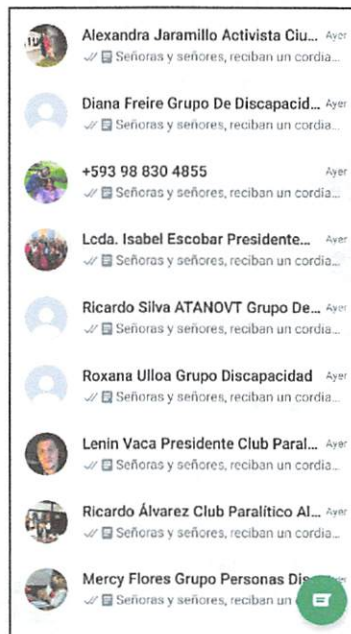 Alexandra Jaramillo Activista Ciu... Ayer
Señoras y señores, reciban un cordia...
Diana Freire Grupo De Discapacid... Ayer
Señoras y señores, reciban un cordia...
+593 98 830 4855 Ayer
Señoras y señores, reciban un cordia...
Lcda. Isabel Escobar Presidente... Ayer
Señoras y señores, reciban un cordia...
Ricardo Silva ATANOVT Grupo De... Ayer
Señoras y señores, reciban un cordia...
Roxana Ulloa Grupo Discapacidad Ayer
Señoras y señores, reciban un cordia...
Lenin Vaca Presidente Club Paral... Ayer
Señoras y señores, reciban un cordia...
Ricardo Álvarez Club Paralítico Al... Ayer
Señoras y señores, reciban un cordia...
Mercy Flores Grupo Personas Dis
Señoras y señores, reciban un